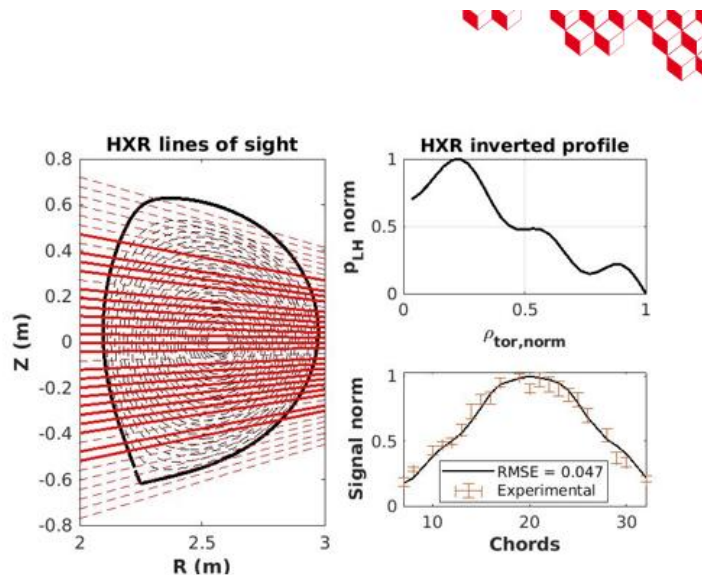 HXR lines of sight
0.8
0.6
0.4
0.2
0
-0.2
-0.4
-0.6
-0.8
Z (m)
2
2.5
3
R (m)
HXR inverted profile
1
0.5
0
p_LH norm
0
0.5
1
ρ_tor,norm
1
0.5
0
Signal norm
RMSE = 0.047
Experimental
10
20
30
Chords